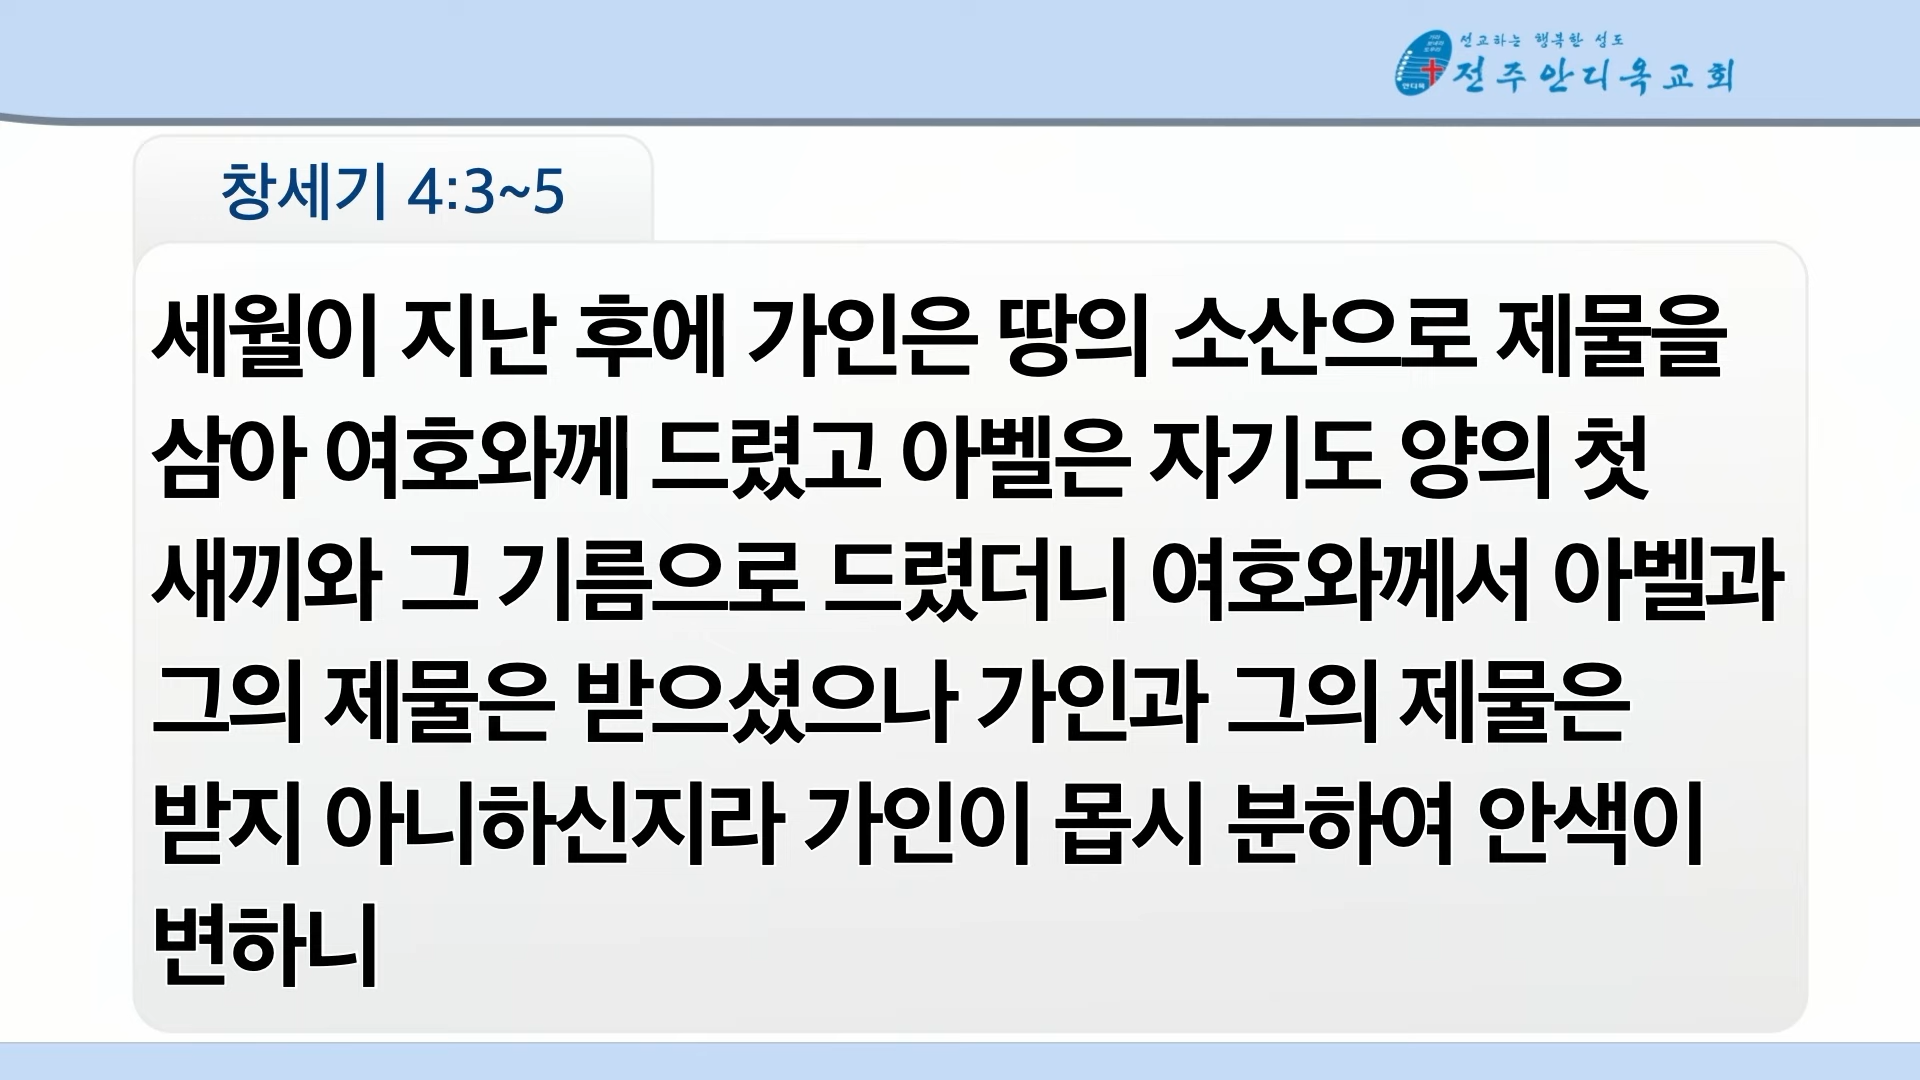 선교하는 행복한 성도
전주안디옥교회
안디옥
창세기 4:3~5
세월이 지난 후에 가인은 땅의 소산으로 제물을
삼아 여호와께 드렸고 아벨은 자기도 양의 첫
새끼와 그 기름으로 드렸더니 여호와께서 아벨과
그의 제물은 받으셨으나 가인과 그의 제물은
받지 아니하신지라 가인이 몹시 분하여 안색이
변하니